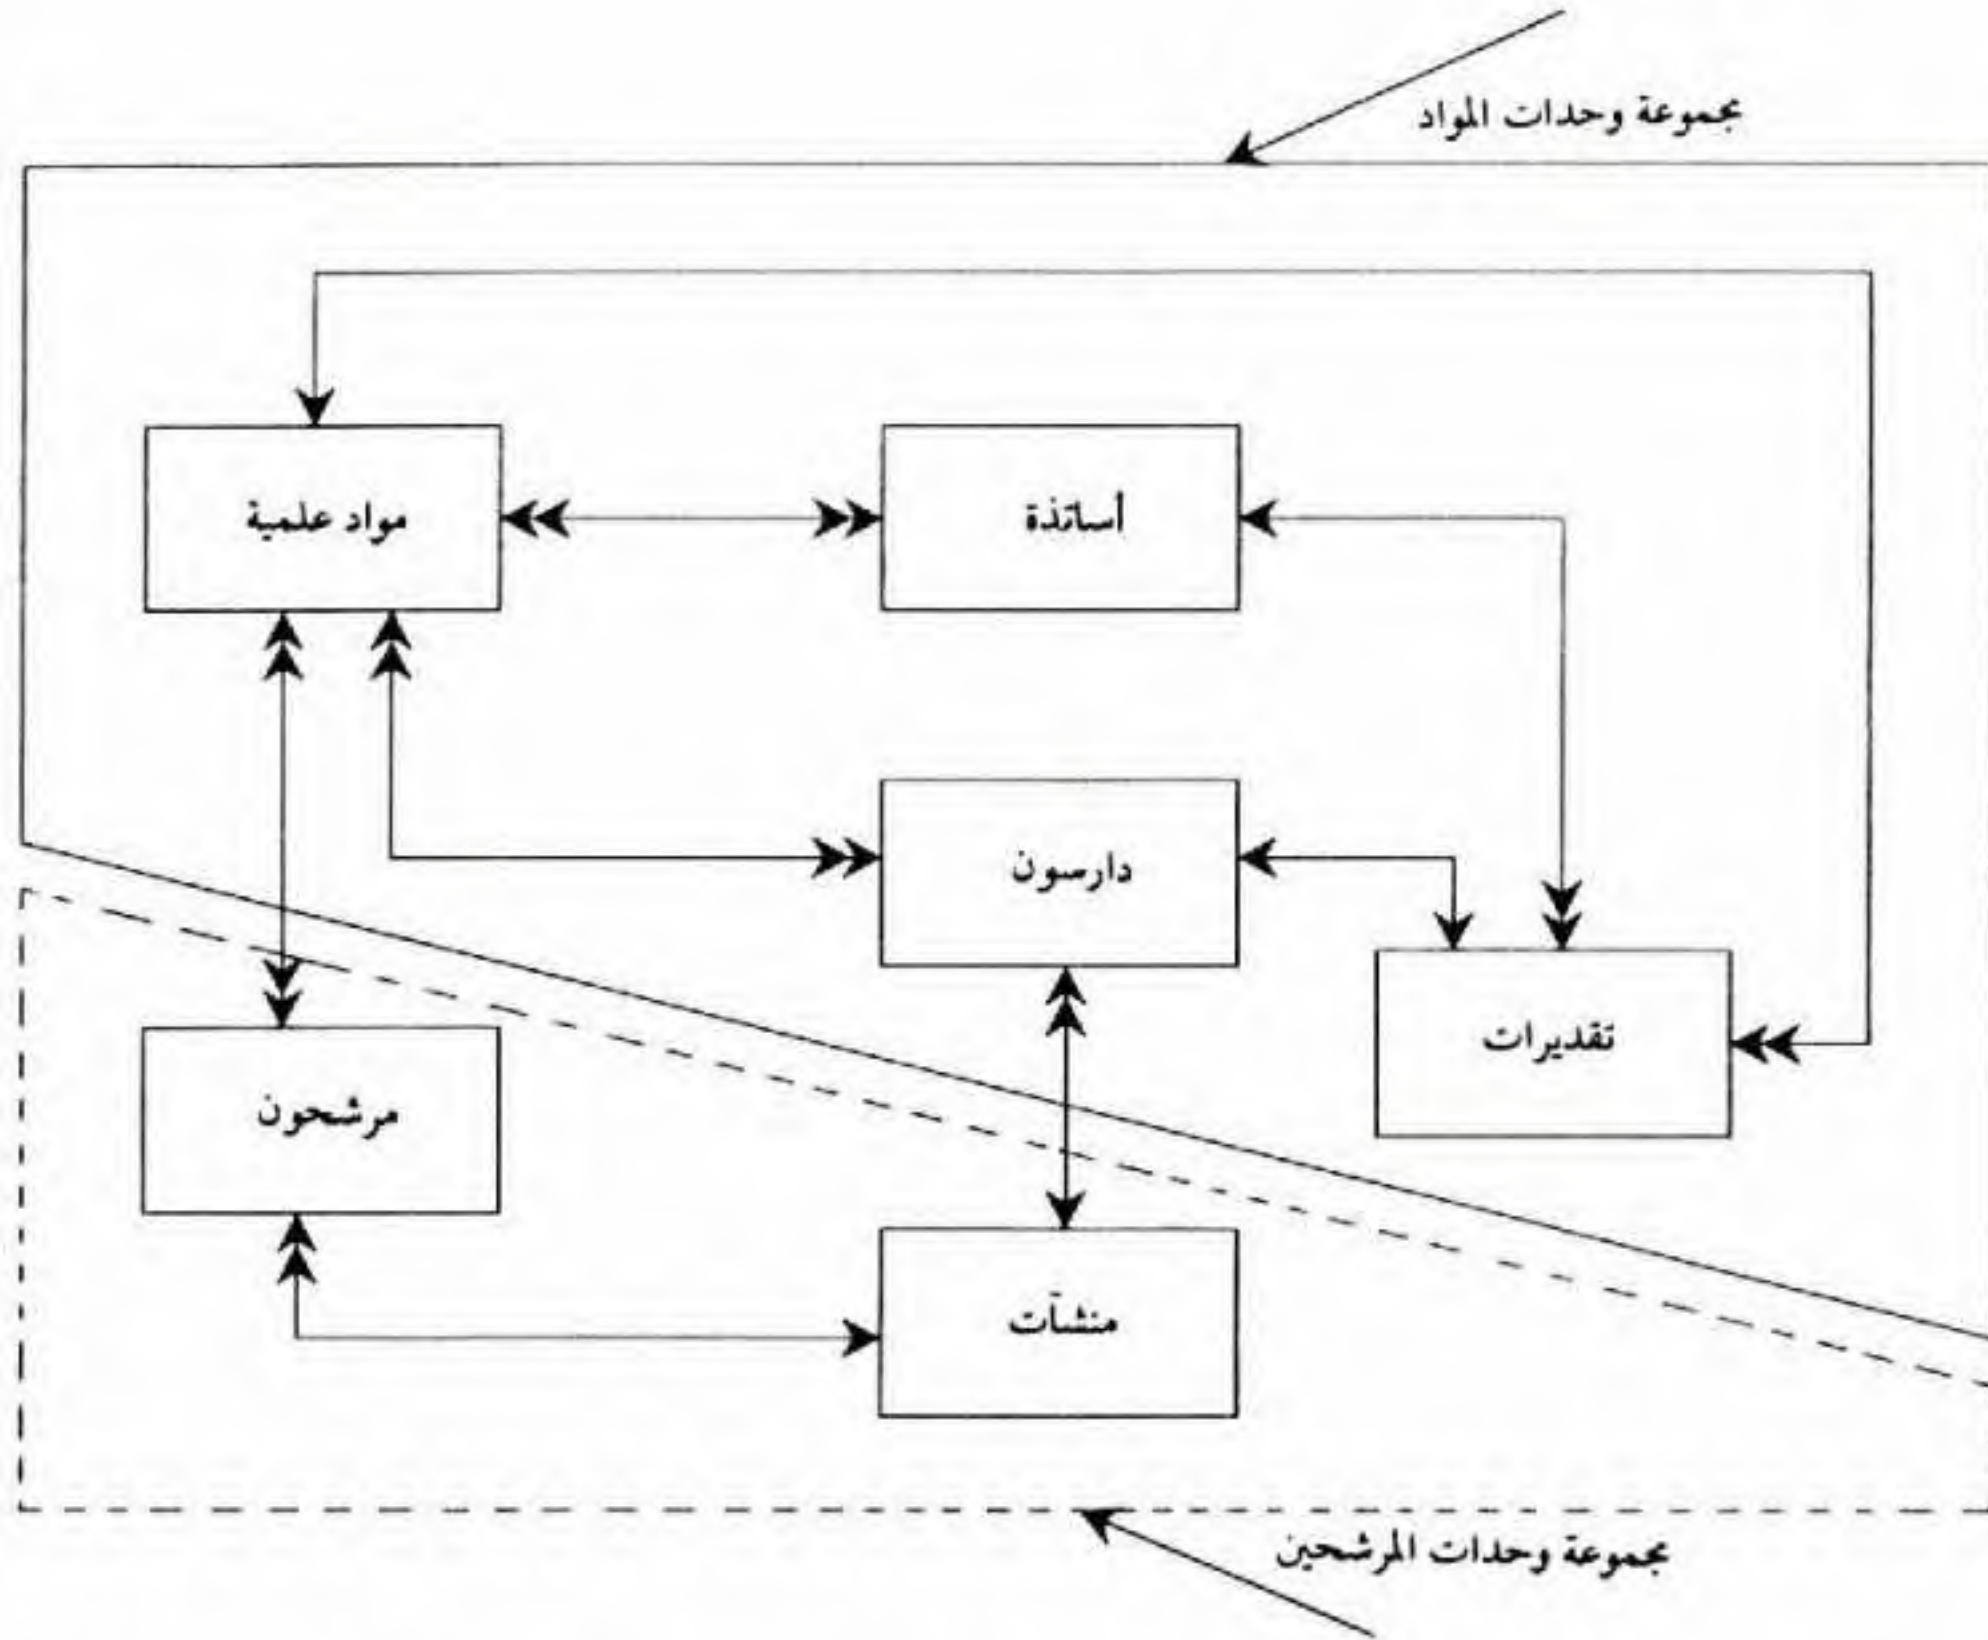 مجموعة وحدات المواد
أساتذة
مواد علمية
دارسون
تقديرات
مرشحون
منشآت
مجموعة وحدات المرشحين